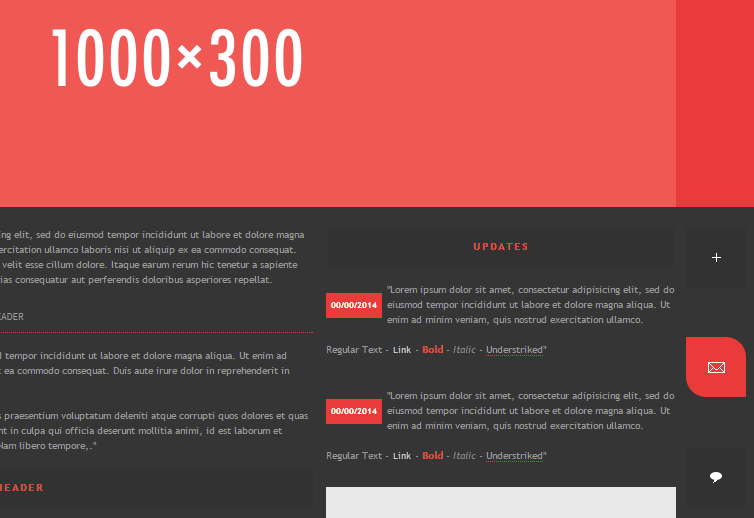 1000×300
ing elit, sed do eiusmod tempor incididunt ut labore et dolore magna
ercitation ullamco laboris nisi ut aliquip ex ea commodo consequat.
velit esse cillum dolore. Itaque earum rerum hic tenetur a sapiente
ias consequatur aut perferendis doloribus asperiores repellat.
EADER
tempor incididunt ut labore et dolore magna aliqua. Ut enim ad
ea commodo consequat. Duis aute irure dolor in reprehenderit in
praesentium voluptatum deleniti atque corrupti quos dolores et quas
nt in culpa qui officia deserunt mollitia animi, id est laborum et
Nam libero tempore,."
HEADER
UPDATES
00/00/2014
"Lorem ipsum dolor sit amet, consectetur adipisicing elit, sed do
eiusmod tempor incididunt ut labore et dolore magna aliqua. Ut
enim ad minim veniam, quis nostrud exercitation ullamco.
Regular Text - Link - Bold - Italic - Understriked"
00/00/2014
"Lorem ipsum dolor sit amet, consectetur adipisicing elit, sed do
eiusmod tempor incididunt ut labore et dolore magna aliqua. Ut
enim ad minim veniam, quis nostrud exercitation ullamco.
Regular Text - Link - Bold - Italic - Understriked"